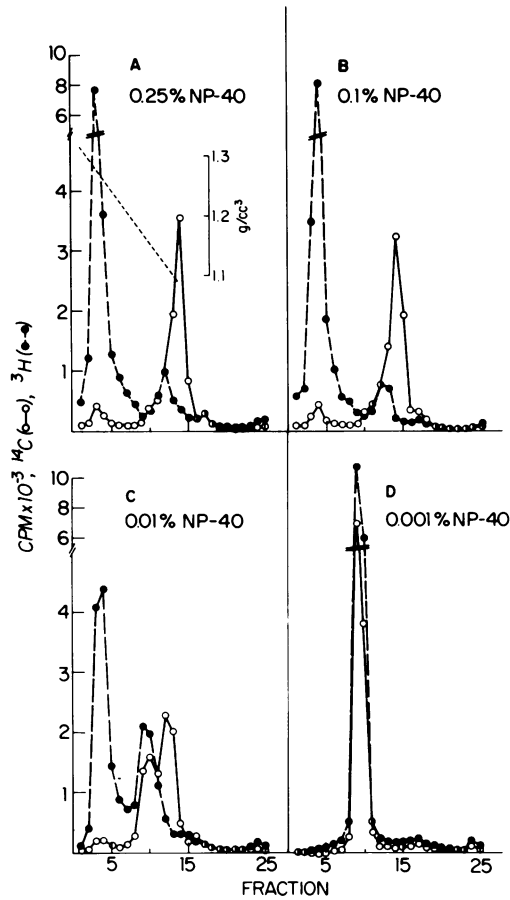 A
0.25% NP-40
B
0.1% NP-40
10
8
6
4
3
2
1
1.3
1.2
1.1
g/cc³
CPM x 10⁻³, ¹⁴C (o-o), ³H (●-●)
C
0.01% NP-40
D
0.001% NP-40
10
8
6
4
3
2
1
5 15 25 5 15 25
FRACTION